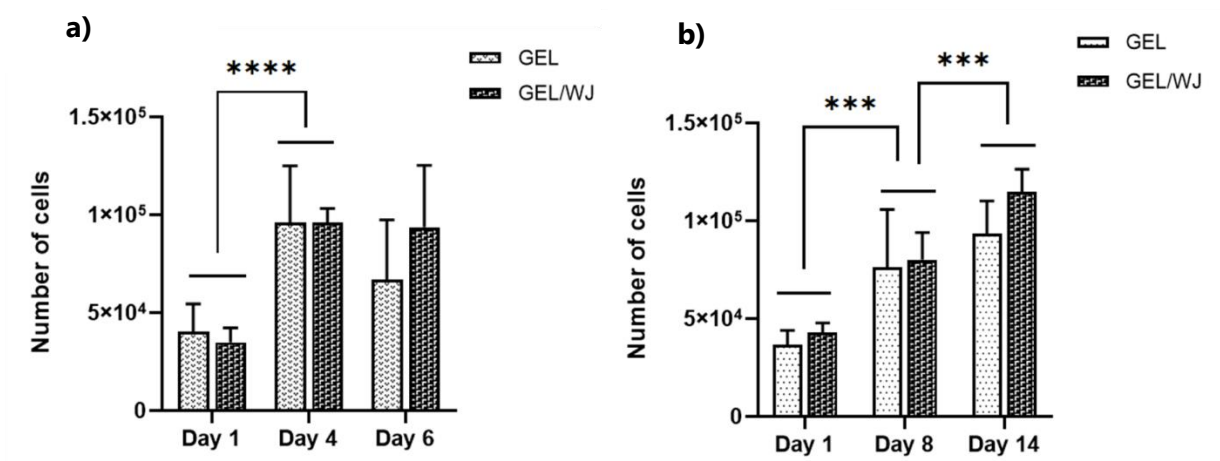 a)
****
GEL
GEL/WJ
Number of cells
1.5×10⁵
1×10⁵
5×10⁴
0
Day 1 Day 4 Day 6
b)
***
***
GEL
GEL/WJ
Number of cells
1.5×10⁵
1×10⁵
5×10⁴
0
Day 1 Day 8 Day 14